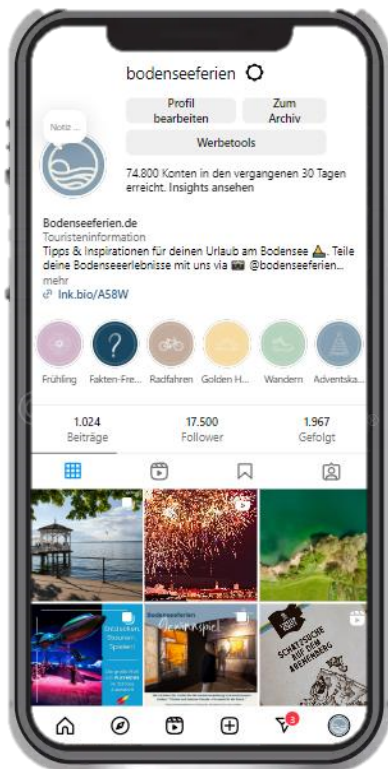 bodenseeferien
Profil
bearbeiten
Zum
Archiv
Notiz ...
Werbetools
74.800 Konten in den vergangenen 30 Tagen
erreicht. Insights ansehen
Bodenseeferien.de
Touristeninformation
Tipps & Inspirationen für deinen Urlaub am Bodensee ⛵. Teile
deine Bodenseeerlebnisse mit uns via 📷 @bodenseeferien...
mehr
lnk.bio/A58W
Frühling
Fakten-Fre...
Radfahren
Golden H...
Wandern
Adventska...
1.024
Beiträge
17.500
Follower
1.967
Gefolgt
Entdecken,
Staunen,
Spielen!
Bodenseeferien
Gewinnspiel
SCHATZSUCHE
AUF DEM
3